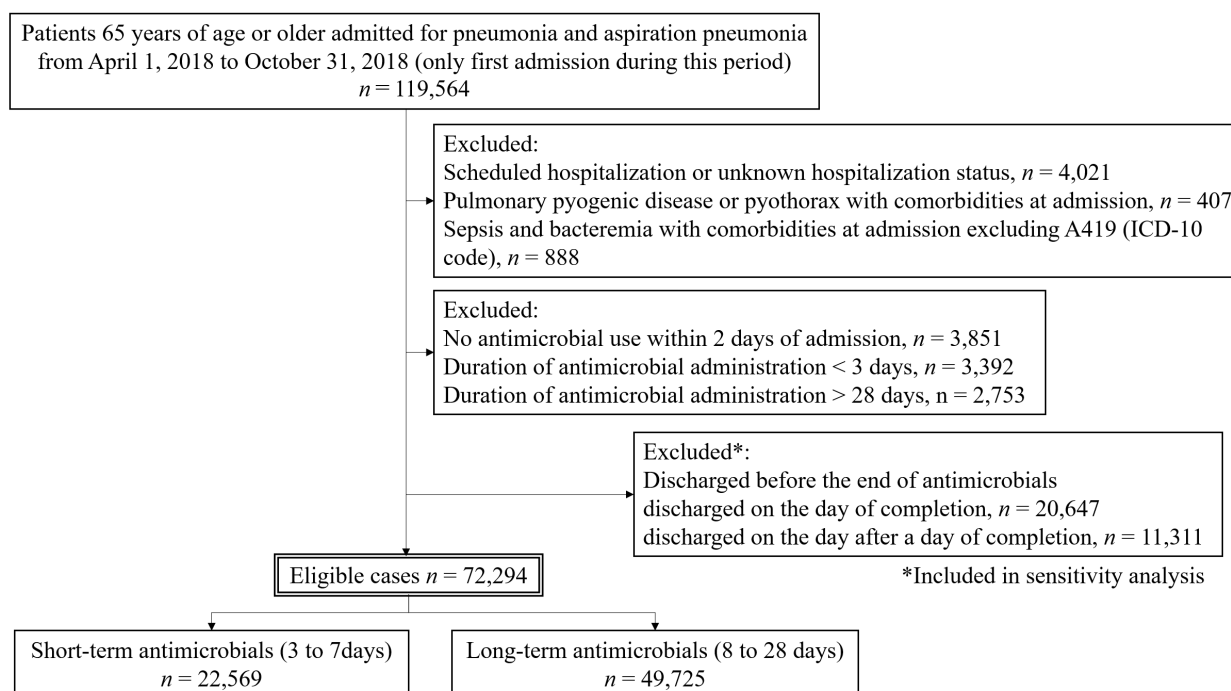 Patients 65 years of age or older admitted for pneumonia and aspiration pneumonia
from April 1, 2018 to October 31, 2018 (only first admission during this period)
n = 119,564
Excluded:
Scheduled hospitalization or unknown hospitalization status, n = 4,021
Pulmonary pyogenic disease or pyothorax with comorbidities at admission, n = 407
Sepsis and bacteremia with comorbidities at admission excluding A419 (ICD-10
code), n = 888
Excluded:
No antimicrobial use within 2 days of admission, n = 3,851
Duration of antimicrobial administration < 3 days, n = 3,392
Duration of antimicrobial administration > 28 days, n = 2,753
Excluded*:
Discharged before the end of antimicrobials
discharged on the day of completion, n = 20,647
discharged on the day after a day of completion, n = 11,311
Eligible cases n = 72,294
*Included in sensitivity analysis
Short-term antimicrobials (3 to 7days)
n = 22,569
Long-term antimicrobials (8 to 28 days)
n = 49,725